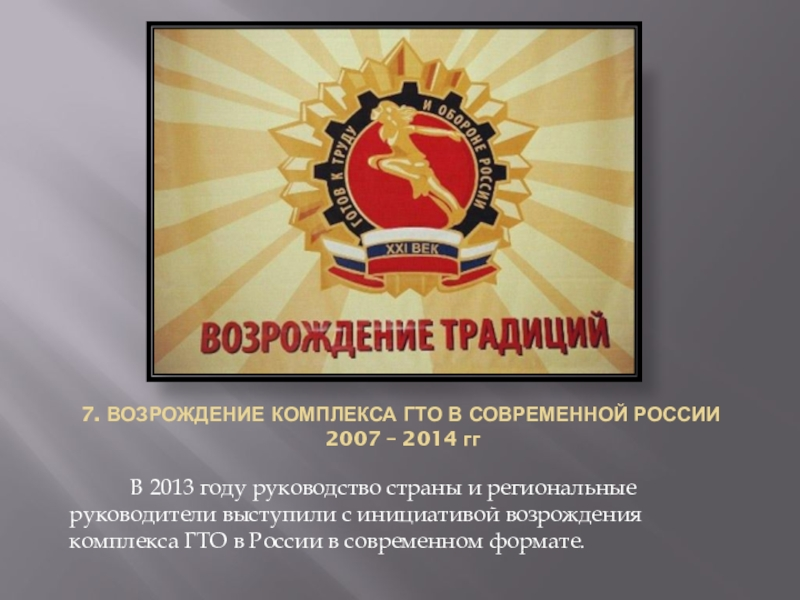 ГОТОВ К ТРУДУ И ОБОРОНЕ РОССИИ
XXI ВЕК
ВОЗРОЖДЕНИЕ ТРАДИЦИЙ
7. ВОЗРОЖДЕНИЕ КОМПЛЕКСА ГТО В СОВРЕМЕННОЙ РОССИИ
2007 – 2014 гг
В 2013 году руководство страны и региональные
руководители выступили с инициативой возрождения
комплекса ГТО в России в современном формате.